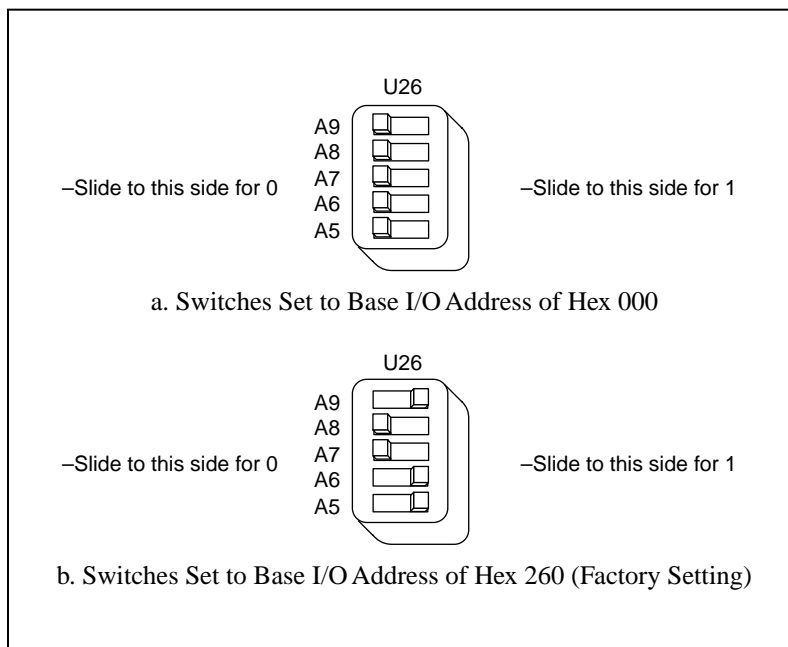 U26
A9
A8
A7
A6
A5
–Slide to this side for 0
–Slide to this side for 1
a. Switches Set to Base I/O Address of Hex 000
U26
A9
A8
A7
A6
A5
–Slide to this side for 0
–Slide to this side for 1
b. Switches Set to Base I/O Address of Hex 260 (Factory Setting)